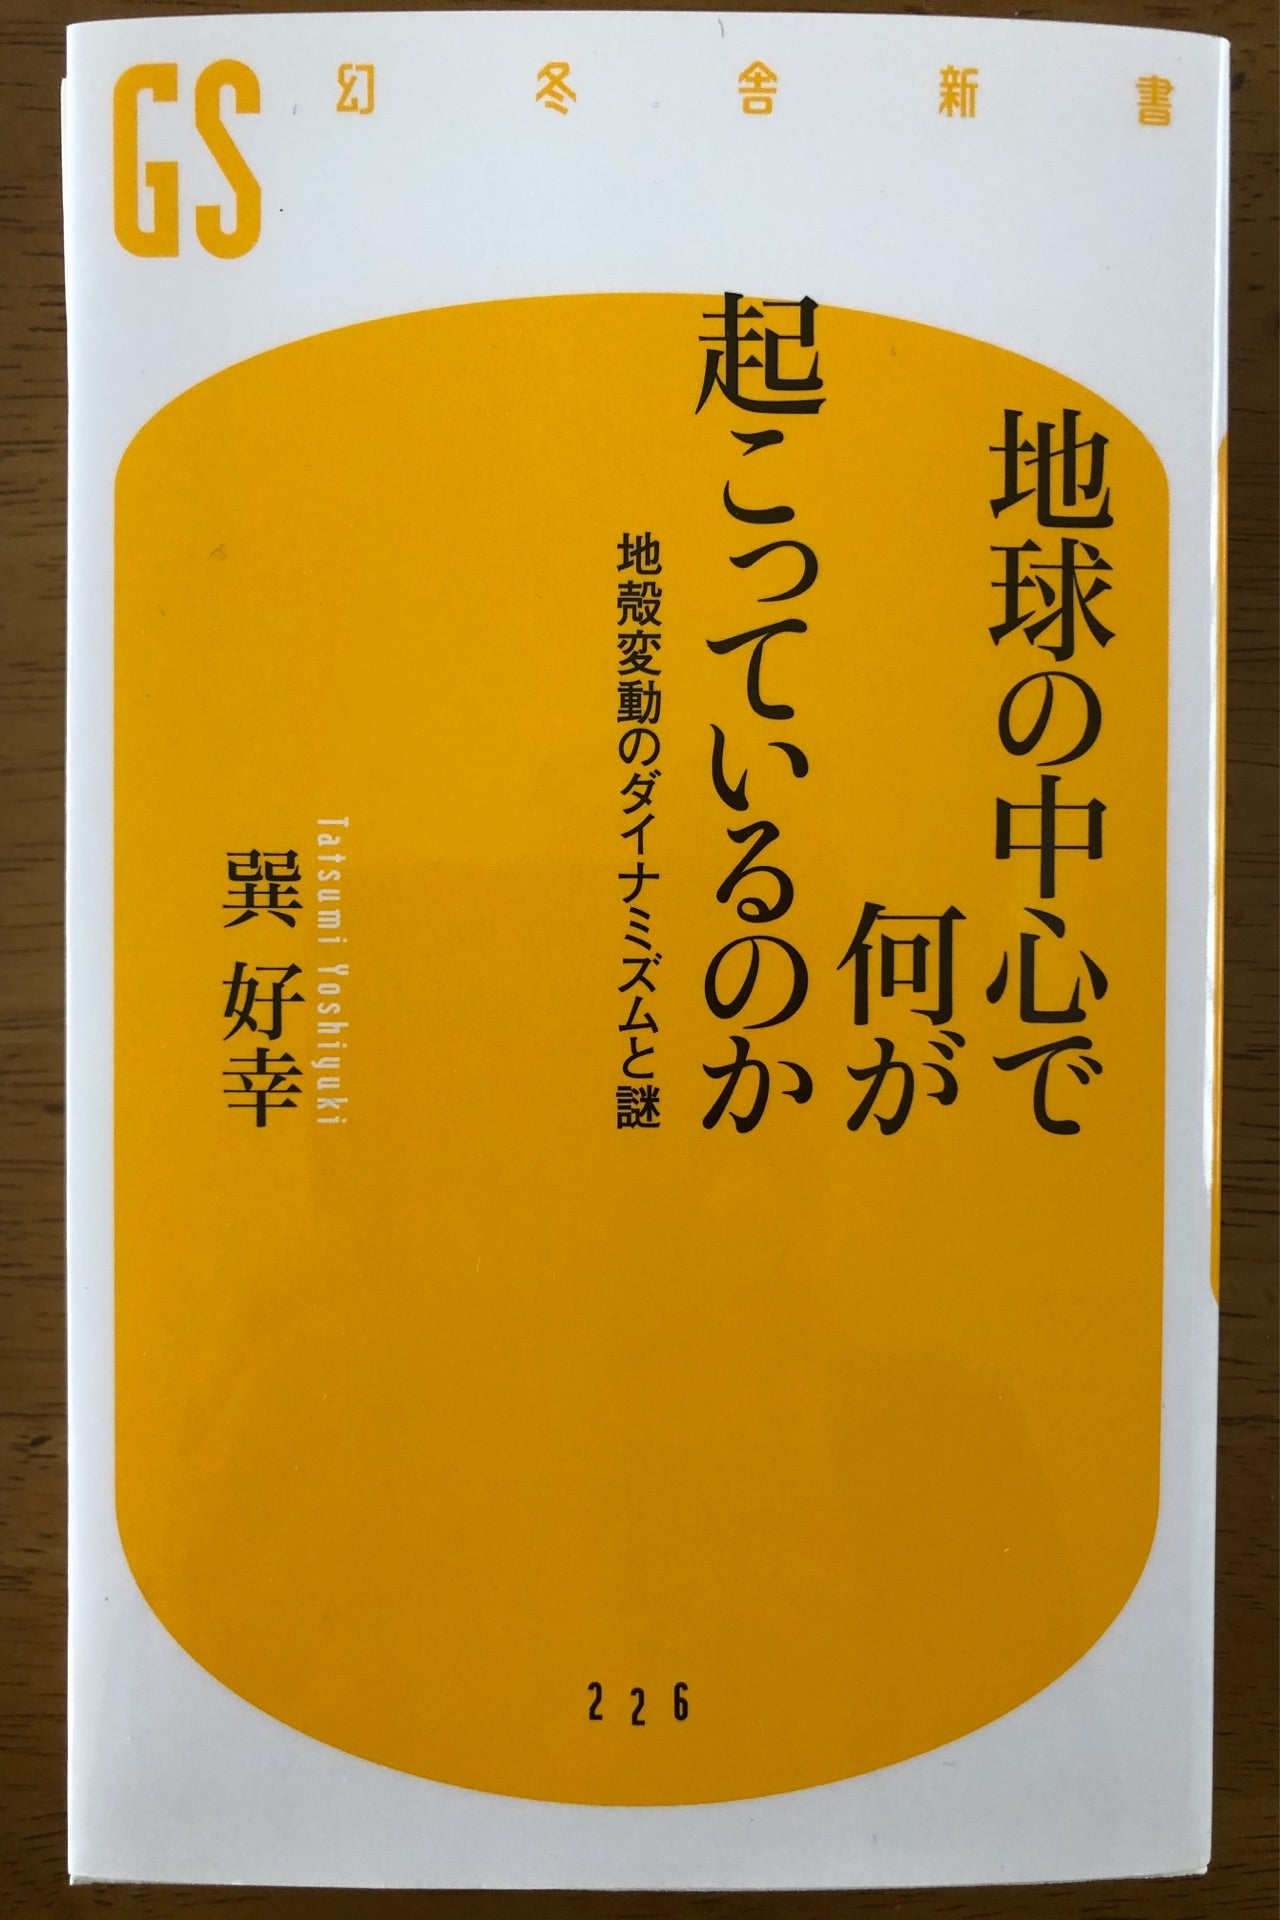 GS
幻冬舎新書
地球の中心で
何が
起こっているのか
地殻変動のダイナミズムと謎
Tatsumi Yoshiyuki
巽 好幸
226